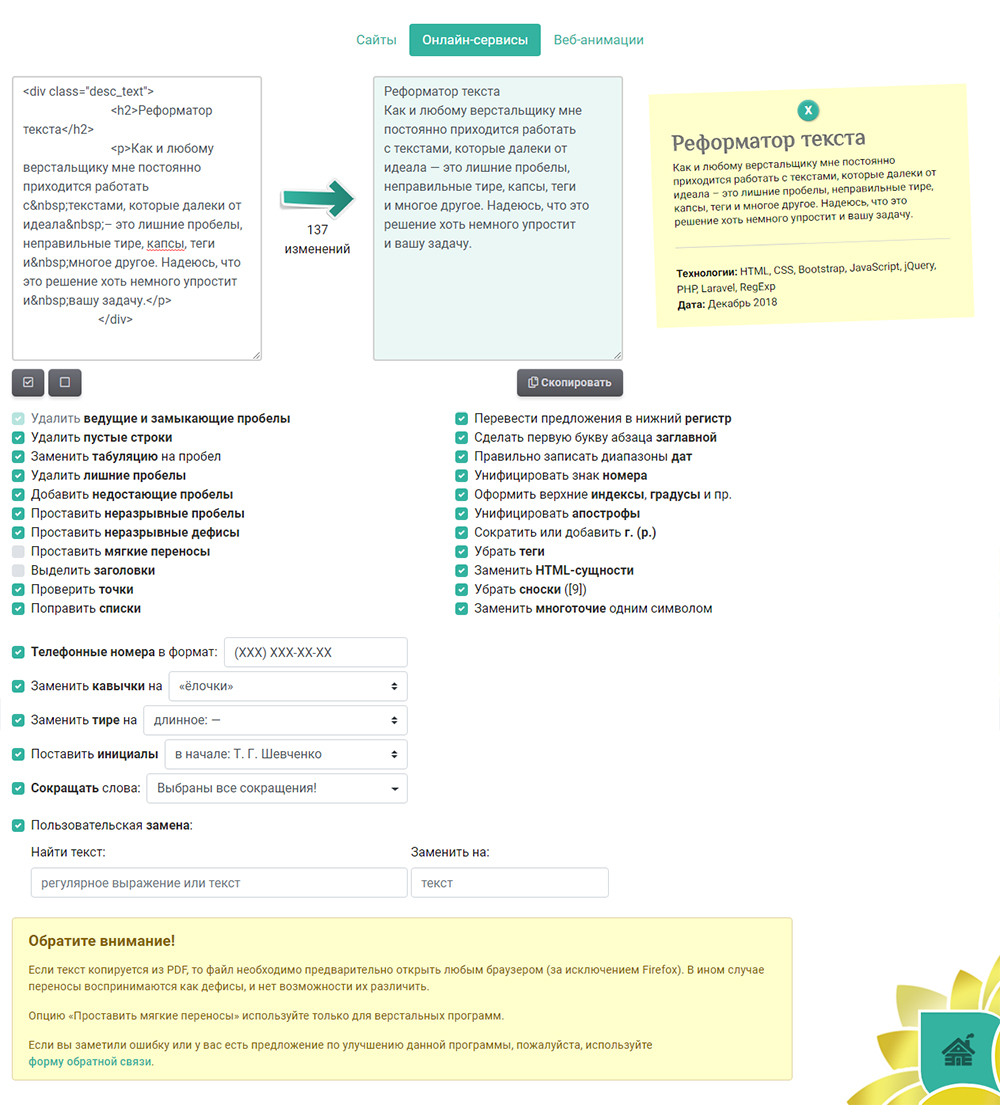 Сайты Онлайн-сервисы Веб-анимации
<div class="desc_text">
<h2>Реформатор
текста</h2>
<p>Как и любому
верстальщику мне постоянно
приходится работать
с&nbsp;текстами, которые далеки от
идеала&nbsp;– это лишние пробелы,
неправильные тире, капсы, теги
и&nbsp;многое другое. Надеюсь, что
это решение хоть немного упростит
и&nbsp;вашу задачу.</p>
</div>
137
изменений
Реформатор текста
Как и любому верстальщику мне
постоянно приходится работать
с текстами, которые далеки от
идеала — это лишние пробелы,
неправильные тире, капсы, теги
и многое другое. Надеюсь, что это
решение хоть немного упростит
и вашу задачу.
X
Реформатор текста
Как и любому верстальщику мне постоянно
приходится работать с текстами, которые далеки от
идеала – это лишние пробелы, неправильные тире,
капсы, теги и многое другое. Надеюсь, что это
решение хоть немного упростит и вашу задачу.
Технологии: HTML, CSS, Bootstrap, JavaScript, jQuery,
PHP, Laravel, RegExp
Дата: Декабрь 2018
Скопировать
Удалить ведущие и замыкающие пробелы
Удалить пустые строки
Заменить табуляцию на пробел
Удалить лишние пробелы
Добавить недостающие пробелы
Проставить неразрывные пробелы
Проставить неразрывные дефисы
Проставить мягкие переносы
Выделить заголовки
Проверить точки
Поправить списки
Перевести предложения в нижний регистр
Сделать первую букву абзаца заглавной
Правильно записать диапазоны дат
Унифицировать знак номера
Оформить верхние индексы, градусы и пр.
Унифицировать апострофы
Сократить или добавить г. (р.)
Убрать теги
Заменить HTML-сущности
Убрать сноски ([9])
Заменить многоточие одним символом
Телефонные номера в формат: (XXX) XXX-XX-XX
Заменить кавычки на «ёлочки»
Заменить тире на длинное: —
Поставить инициалы в начале: Т. Г. Шевченко
Сокращать слова: Выбраны все сокращения!
Пользовательская замена:
Найти текст: Заменить на:
регулярное выражение или текст текст
Обратите внимание!
Если текст копируется из PDF, то файл необходимо предварительно открыть любым браузером (за исключением Firefox). В ином случае
переносы воспринимаются как дефисы, и нет возможности их различить.
Опцию «Проставить мягкие переносы» используйте только для верстальных программ.
Если вы заметили ошибку или у вас есть предложение по улучшению данной программы, пожалуйста, используйте
форму обратной связи.